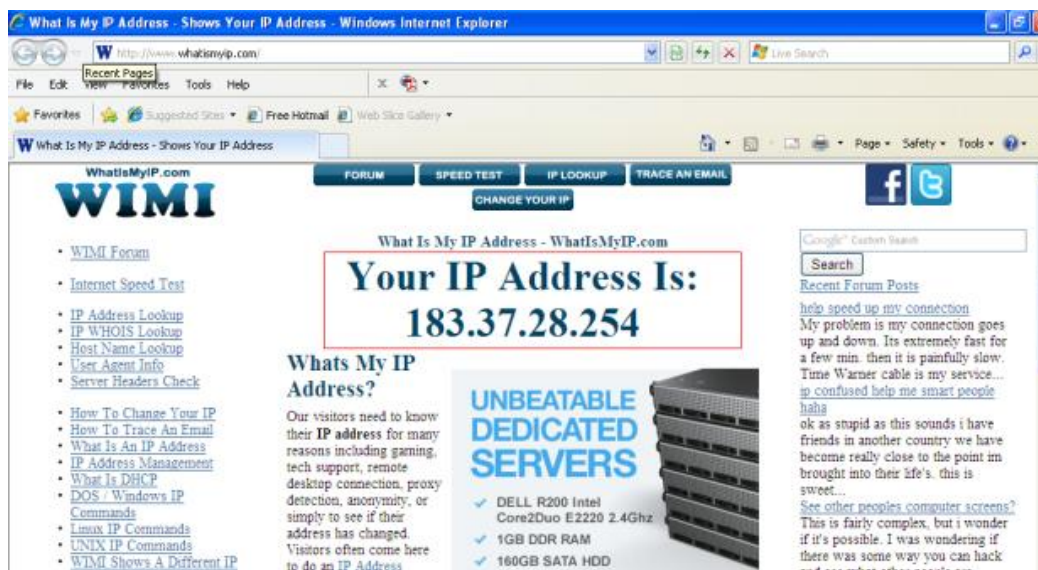 What Is My IP Address - Shows Your IP Address - Windows Internet Explorer
http://www.whatismyip.com/
Live Search
Recent Pages
File Edit View Favorites Tools Help
Favorites Suggested Sites Free Hotmail Web Slice Gallery
What Is My IP Address - Shows Your IP Address
Page Safety Tools
WhatIsMyIP.com
WIMI
FORUM SPEED TEST IP LOOKUP TRACE AN EMAIL
CHANGE YOUR IP
WIMI Forum
Internet Speed Test
IP Address Lookup
IP WHOIS Lookup
Host Name Lookup
User Agent Info
Server Headers Check
How To Change Your IP
How To Trace An Email
What Is An IP Address
IP Address Management
What Is DHCP
DOS / Windows IP
Commands
Linux IP Commands
UNIX IP Commands
WIMI Shows A Different IP
What Is My IP Address - WhatIsMyIP.com
Your IP Address Is:
183.37.28.254
Whats My IP
Address?
Our visitors need to know
their IP address for many
reasons including gaming,
tech support, remote
desktop connection, proxy
detection, anonymity, or
simply to see if their
address has changed.
Visitors often come here
to do an IP Address
UNBEATABLE
DEDICATED
SERVERS
DELL R200 Intel
Core2Duo E2220 2.4Ghz
1GB DDR RAM
160GB SATA HDD
Google Custom Search
Search
Recent Forum Posts
help speed up my connection
My problem is my connection goes
up and down. Its extremely fast for
a few min. then it is painfully slow.
Time Warner cable is my service...
ip confused help me smart people
haha
ok as stupid as this sounds i have
friends in another country we have
become really close to the point im
brought into their life's. this is
sweet...
See other peoples computer screens?
This is fairly complex, but i wonder
if it's possible. I was wondering if
there was some way you can hack